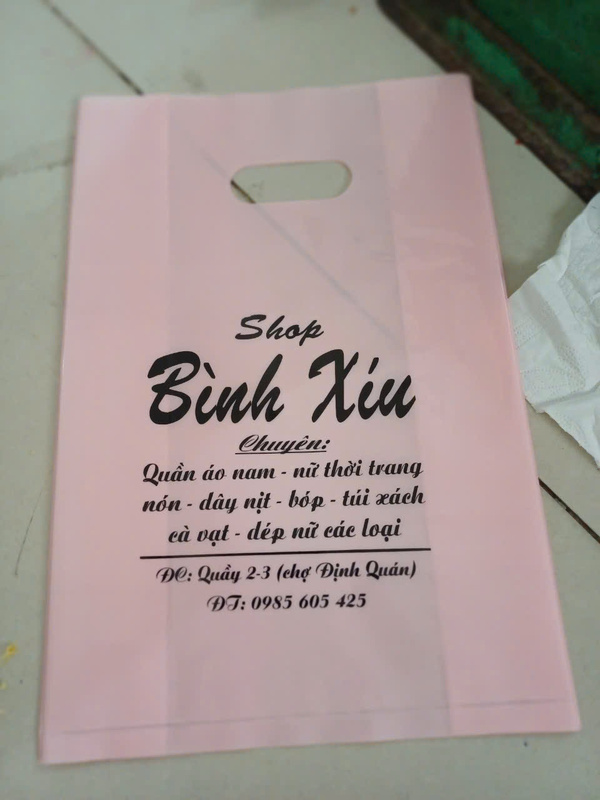 Shop
Bình Xíu
Chuyên:
Quần áo nam - nữ thời trang
nón - dây nịt - bóp - túi xách
cà vạt - dép nữ các loại
ĐC: Quầy 2-3 (chợ Định Quán)
ĐT: 0985 605 425